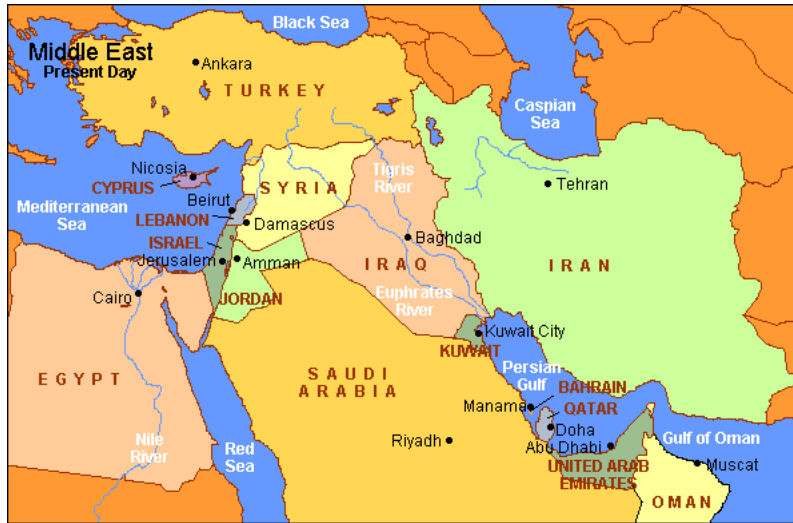 Black Sea
Middle East
Present Day
Ankara
TURKEY
Caspian
Sea
Nicosia
CYPRUS
SYRIA
Tigris
River
Tehran
Mediterranean
Sea
Beirut
LEBANON
Damascus
ISRAEL
Jerusalem
Amman
Baghdad
IRAQ
IRAN
Cairo
JORDAN
Euphrates
River
Kuwait City
KUWAIT
EGYPT
SAUDI
ARABIA
Persian
Gulf
BAHRAIN
Manama
QATAR
Doha
Abu Dhabi
Gulf of Oman
Nile
River
Red
Sea
Riyadh
UNITED ARAB
EMIRATES
Muscat
OMAN